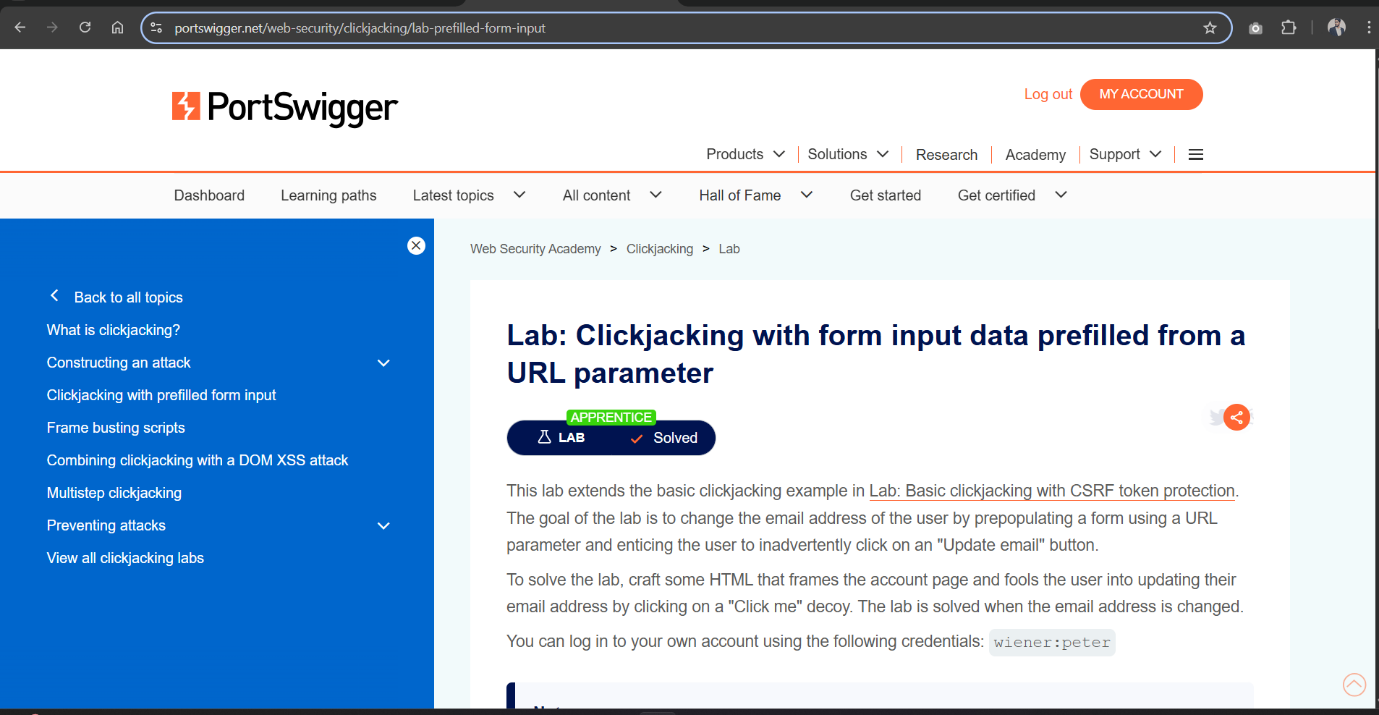 portswigger.net/web-security/clickjacking/lab-prefilled-form-input
PortSwigger
Log out
MY ACCOUNT
Products
Solutions
Research
Academy
Support
Dashboard
Learning paths
Latest topics
All content
Hall of Fame
Get started
Get certified
Back to all topics
What is clickjacking?
Constructing an attack
Clickjacking with prefilled form input
Frame busting scripts
Combining clickjacking with a DOM XSS attack
Multistep clickjacking
Preventing attacks
View all clickjacking labs
Web Security Academy > Clickjacking > Lab
Lab: Clickjacking with form input data prefilled from a
URL parameter
APPRENTICE
LAB
Solved
This lab extends the basic clickjacking example in Lab: Basic clickjacking with CSRF token protection.
The goal of the lab is to change the email address of the user by prepopulating a form using a URL
parameter and enticing the user to inadvertently click on an "Update email" button.
To solve the lab, craft some HTML that frames the account page and fools the user into updating their
email address by clicking on a "Click me" decoy. The lab is solved when the email address is changed.
You can log in to your own account using the following credentials: wiener:peter